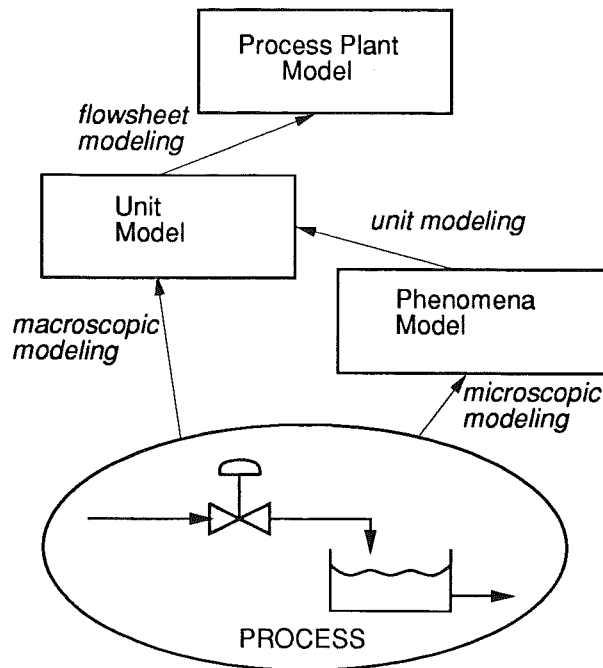 Process Plant
Model
flowsheet
modeling
Unit
Model
unit modeling
Phenomena
Model
macroscopic
modeling
microscopic
modeling
PROCESS